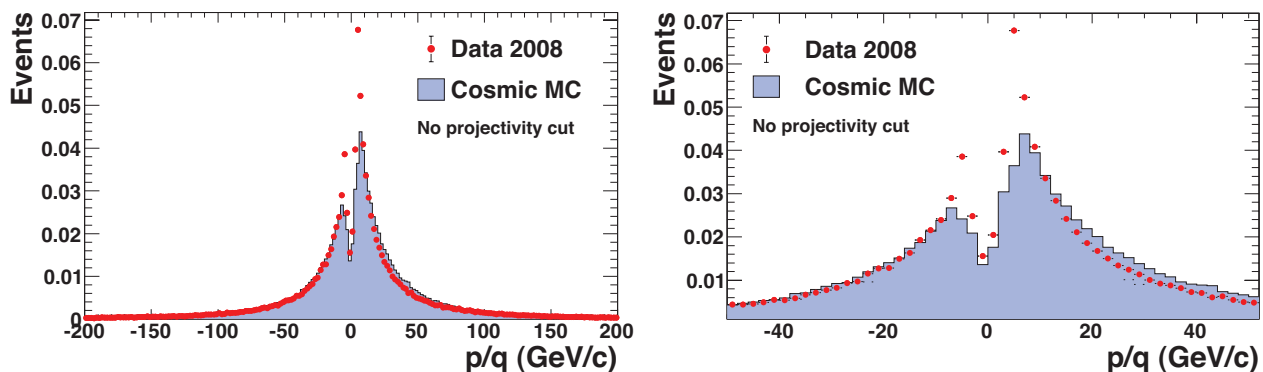 Events
0.07
0.06
0.05
0.04
0.03
0.02
0.01
0
Data 2008
Cosmic MC
No projectivity cut
-200 -150 -100 -50 0 50 100 150 200
p/q (GeV/c)
Events
0.07
0.06
0.05
0.04
0.03
0.02
0.01
Data 2008
Cosmic MC
No projectivity cut
-40 -20 0 20 40
p/q (GeV/c)